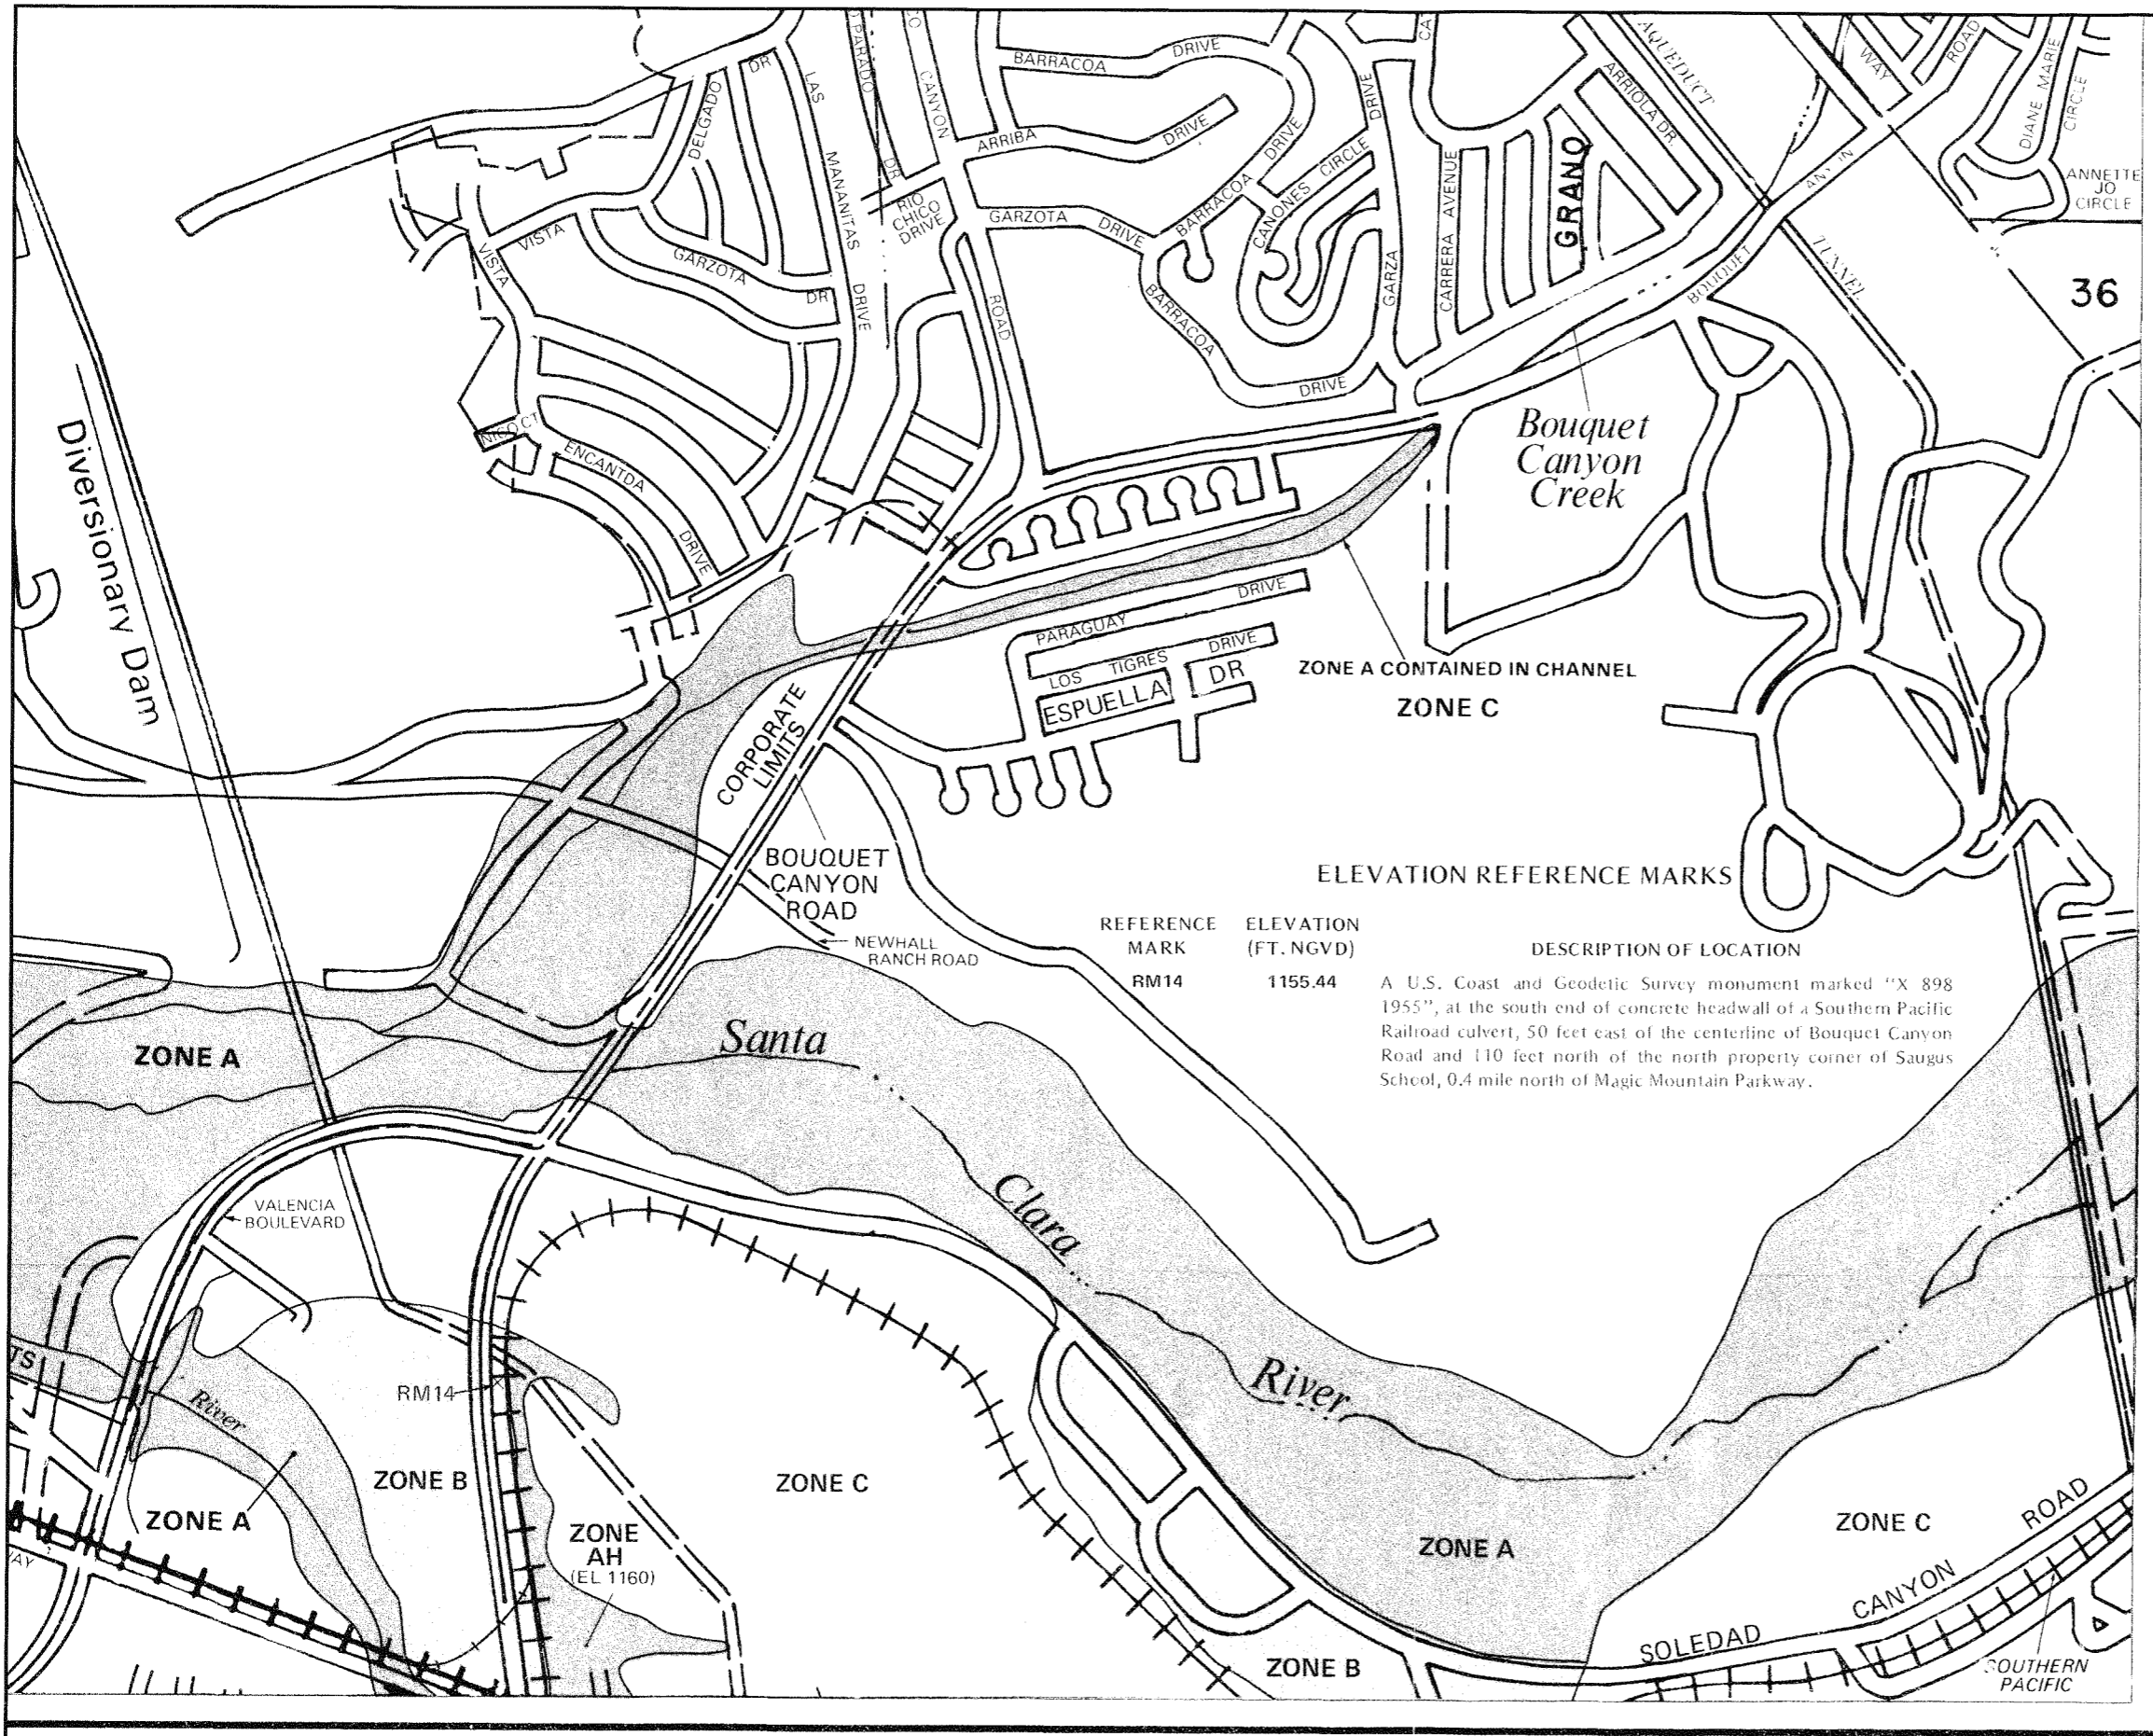 BARRACOA
DRIVE
DR
LAS
MANANITAS
DRIVE
PARADO
DR
CANYON
ROAD
DELGADO
ARRIBA
DRIVE
BARRACOA
DRIVE
DRIVE
CANONES CIRCLE
GARZA
CARRERA AVENUE
GRANO
ARRIOLA DR.
AQUEDUCT
TUNNEL
WAY
ROAD
DIANE MARIE
CIRCLE
ANNETTE
JO
CIRCLE
36
RIO
CHICO
DRIVE
GARZOTA
DRIVE
VISTA
VISTA
GARZOTA
DR
BARRACOA
DRIVE
BOUQUET
Bouquet
Canyon
Creek
ENCANTDA
DRIVE
Diversionary Dam
PARAGUAY
DRIVE
LOS TIGRES DRIVE
ESPUELLA DR
ZONE A CONTAINED IN CHANNEL
ZONE C
CORPORATE
LIMITS
BOUQUET
CANYON
ROAD
NEWHALL
RANCH ROAD
ELEVATION REFERENCE MARKS
REFERENCE
MARK
ELEVATION
(FT. NGVD)
DESCRIPTION OF LOCATION
RM14
1155.44
A U.S. Coast and Geodetic Survey monument marked "X 898
1955", at the south end of concrete headwall of a Southern Pacific
Railroad culvert, 50 feet east of the centerline of Bouquet Canyon
Road and 110 feet north of the north property corner of Saugus
School, 0.4 mile north of Magic Mountain Parkway.
ZONE A
Santa
Clara
River
VALENCIA
BOULEVARD
TS
RM14
River
ZONE A
ZONE B
ZONE C
ZONE
AH
(EL 1160)
ZONE A
ZONE C
ZONE B
SOLEDAD CANYON ROAD
SOUTHERN
PACIFIC